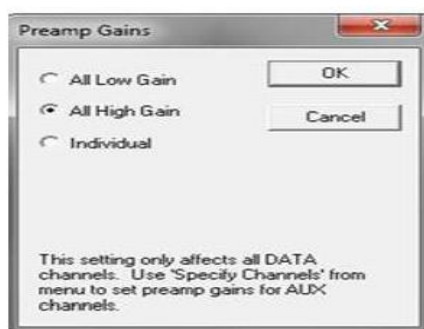 Preamp Gains
All Low Gain
OK
All High Gain
Cancel
Individual
This setting only affects all DATA
channels. Use 'Specify Channels' from
menu to set preamp gains for AUX
channels.